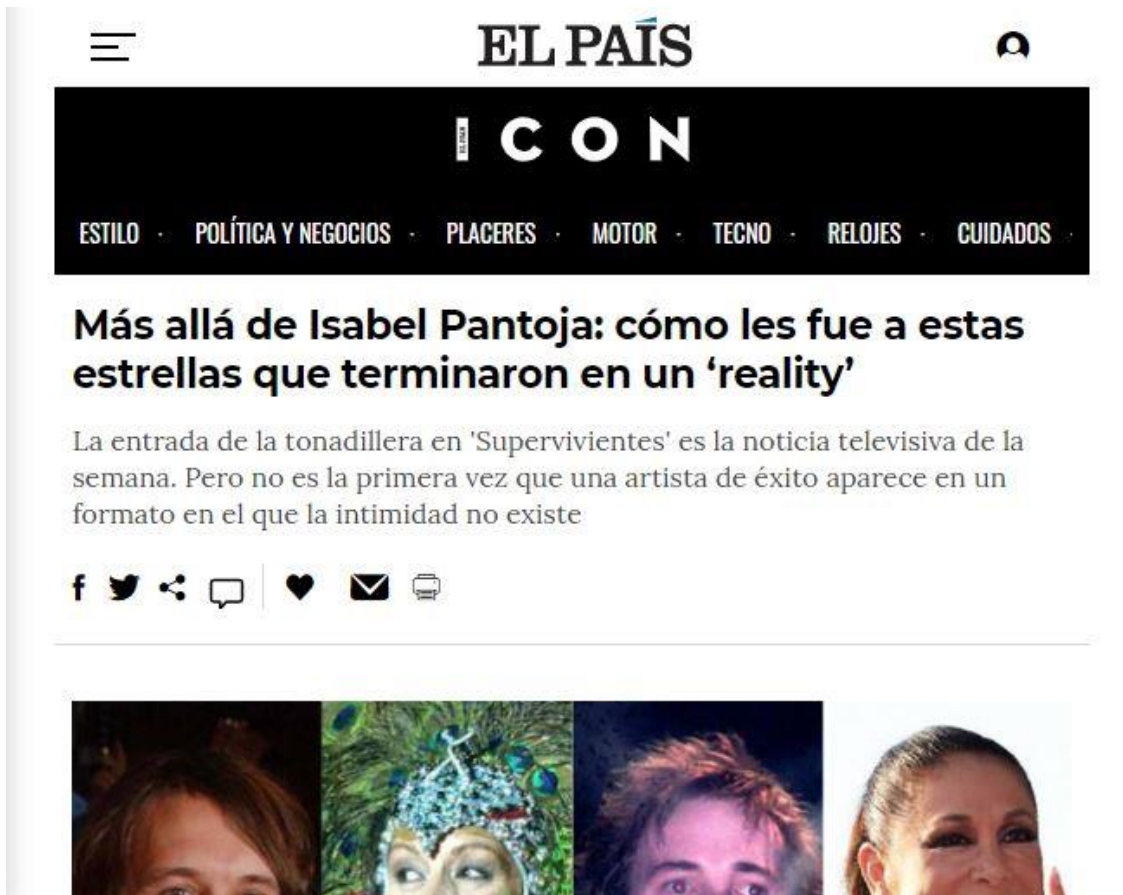 EL PAÍS
EL PAÍS
ICON
ESTILO · POLÍTICA Y NEGOCIOS · PLACERES · MOTOR · TECNO · RELOJES · CUIDADOS ·
Más allá de Isabel Pantoja: cómo les fue a estas
estrellas que terminaron en un ‘reality’
La entrada de la tonadillera en 'Supervivientes' es la noticia televisiva de la
semana. Pero no es la primera vez que una artista de éxito aparece en un
formato en el que la intimidad no existe